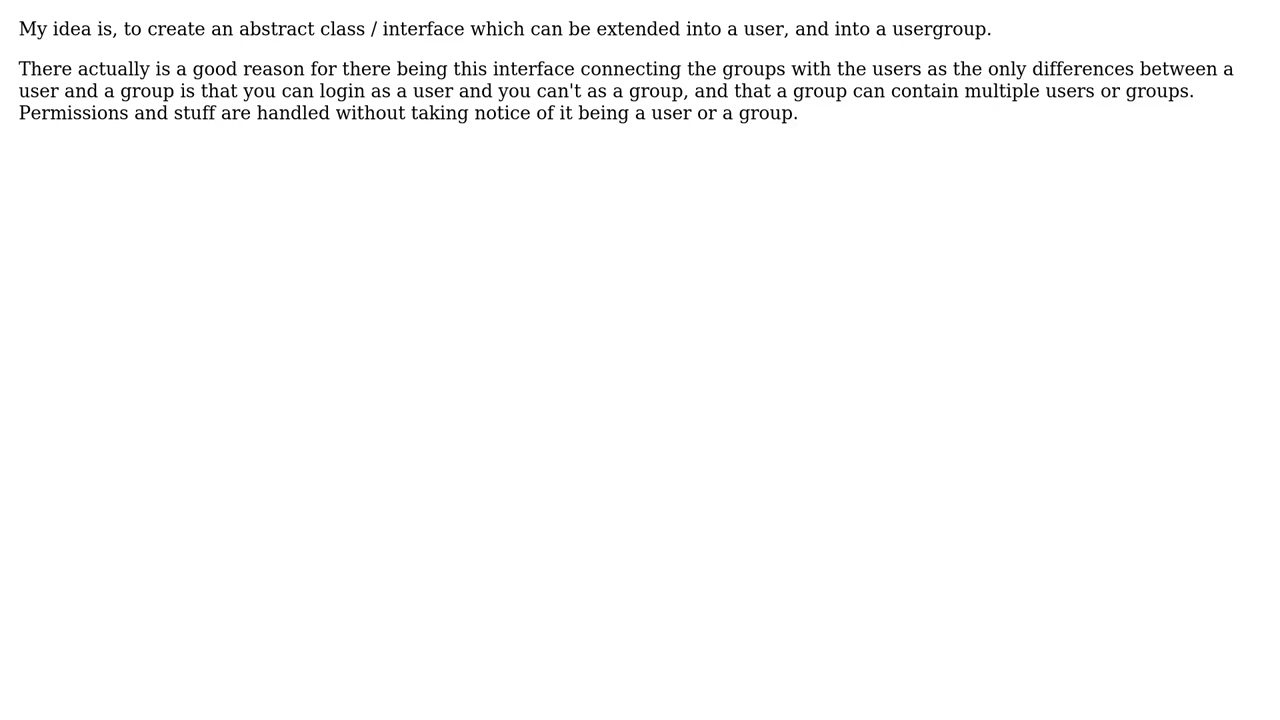 My idea is, to create an abstract class / interface which can be extended into a user, and into a usergroup.
There actually is a good reason for there being this interface connecting the groups with the users as the only differences between a
user and a group is that you can login as a user and you can't as a group, and that a group can contain multiple users or groups.
Permissions and stuff are handled without taking notice of it being a user or a group.